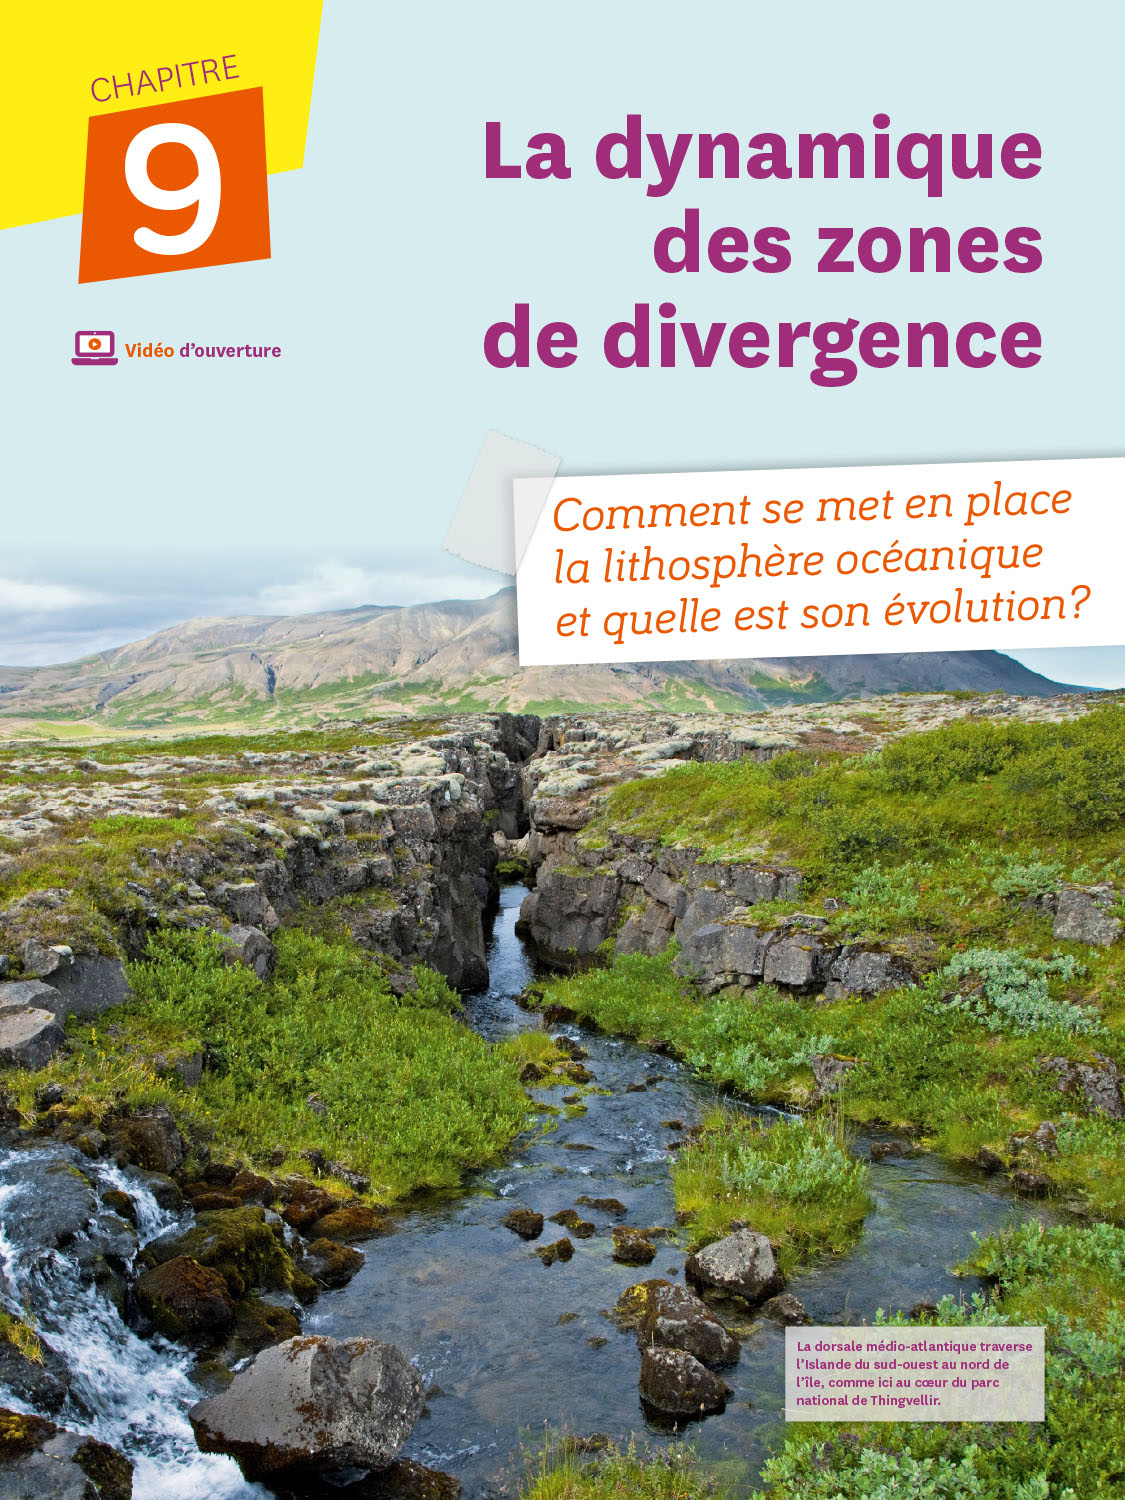 CHAPITRE
9
La dynamique
des zones
de divergence
Vidéo d'ouverture
Comment se met en place
la lithosphère océanique
et quelle est son évolution?
La dorsale médio-atlantique traverse
l'Islande du sud-ouest au nord de
l'île, comme ici au cœur du parc
national de Thingvellir.